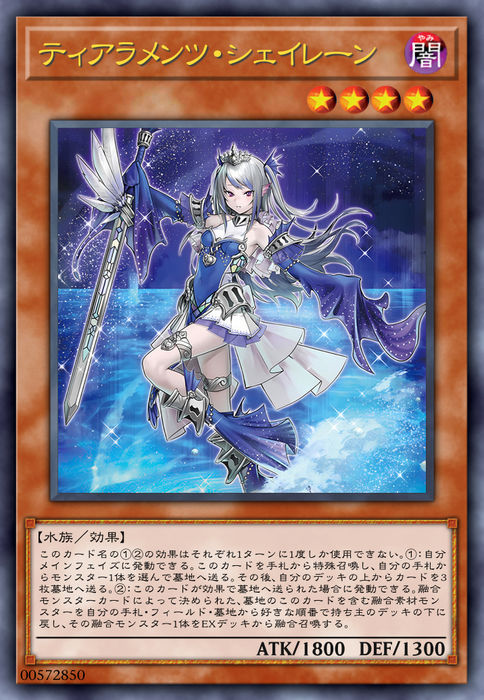 ティアラメンツ・シェイレーン
やみ
闇
【水族／効果】
このカード名の①②の効果はそれぞれ1ターンに1度しか使用できない。①：自分
メインフェイズに発動できる。このカードを手札から特殊召喚し、自分の手札か
らモンスター1体を選んで墓地へ送る。その後、自分のデッキの上からカードを3
枚墓地へ送る。②：このカードが効果で墓地へ送られた場合に発動できる。融合
モンスターカードによって決められた、墓地のこのカードを含む融合素材モン
スターを自分の手札・フィールド・墓地から好きな順番で持ち主のデッキの下に
戻し、その融合モンスター1体をEXデッキから融合召喚する。
ATK/1800 DEF/1300
00572850